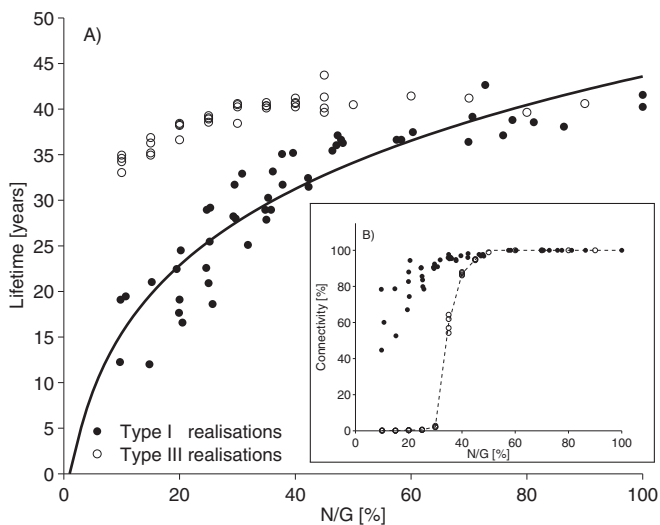 A)
Lifetime [years]
50
45
40
35
30
25
20
15
10
5
0
0 20 40 60 80 100
N/G [%]
Type I realisations
Type III realisations
B)
Connectivity [%]
100
80
60
40
20
0
0 20 40 60 80 100
N/G [%]